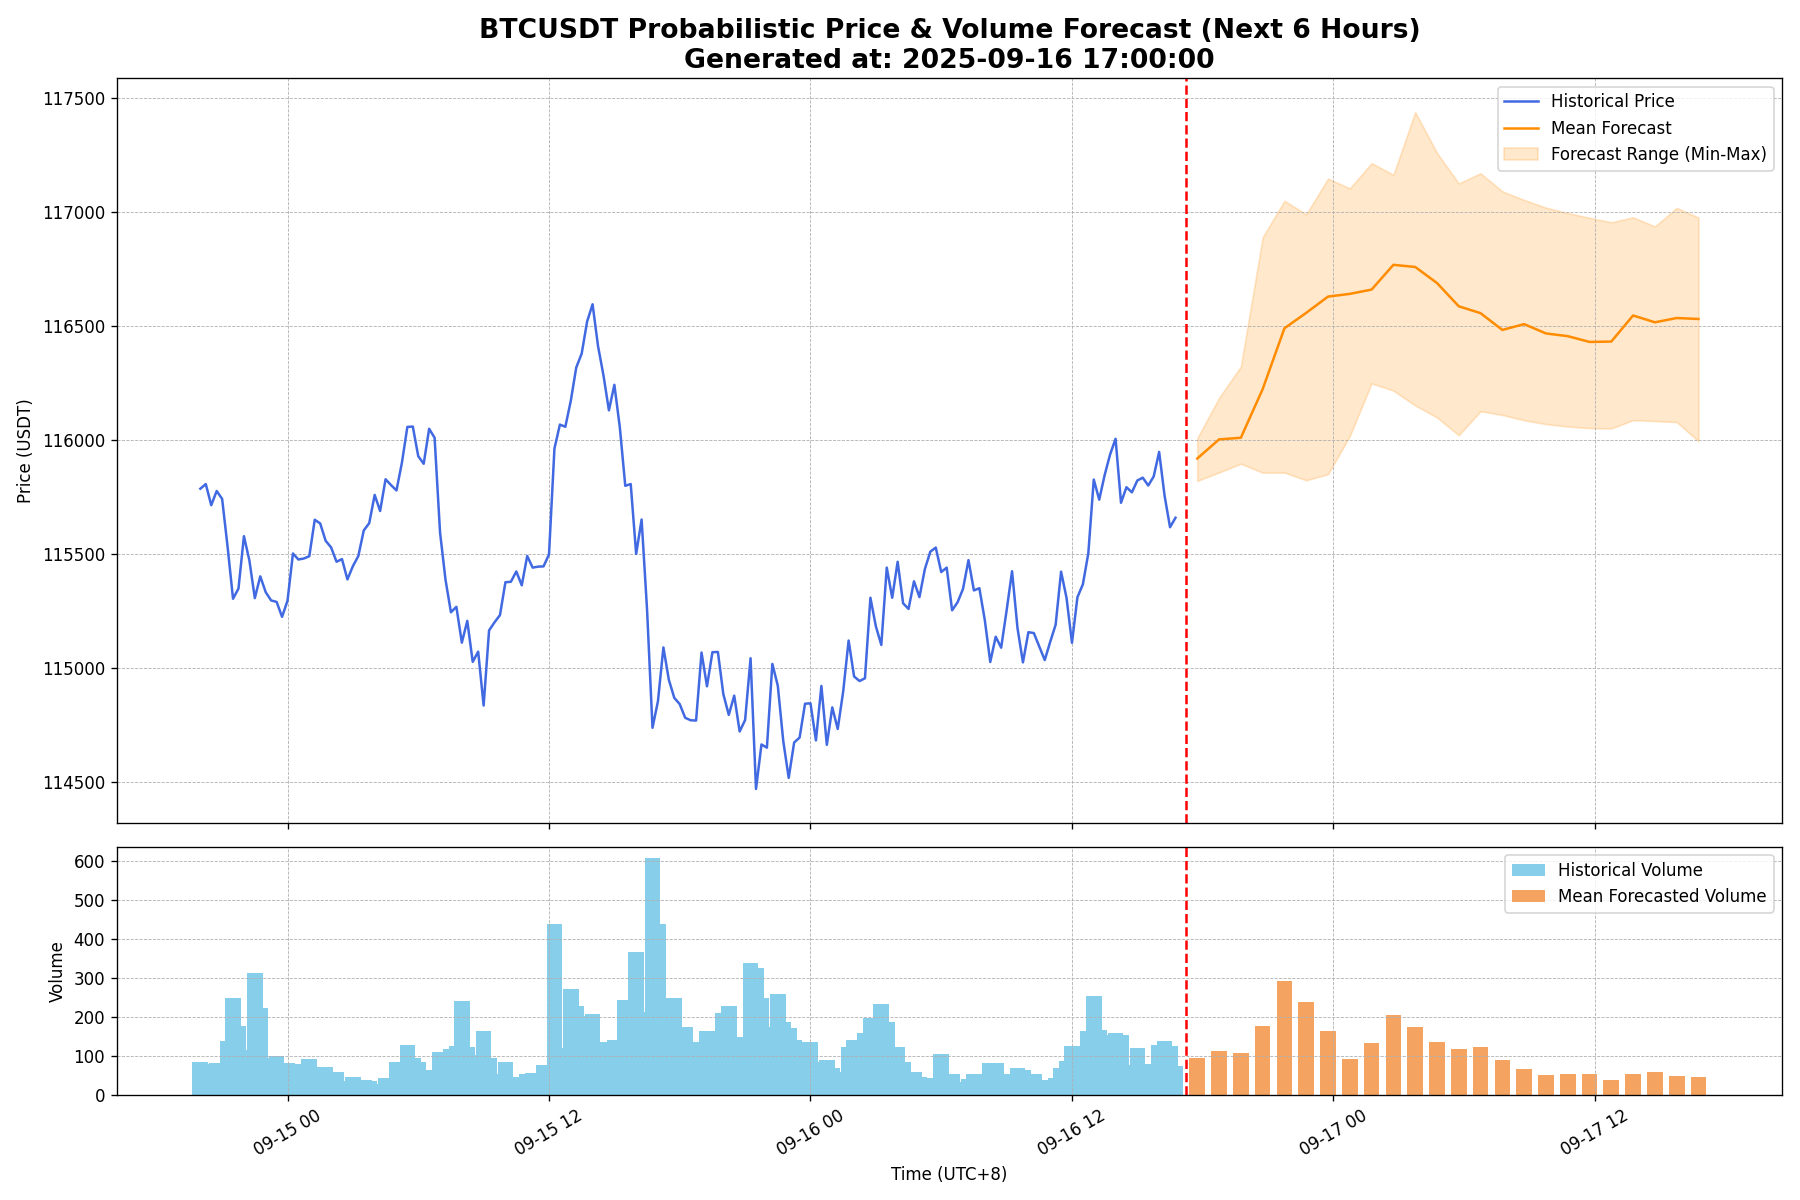 BTCUSDT Probabilistic Price & Volume Forecast (Next 6 Hours)
Generated at: 2025-09-16 17:00:00
Price (USDT)
117500
117000
116500
116000
115500
115000
114500
Historical Price
Mean Forecast
Forecast Range (Min-Max)
Volume
600
500
400
300
200
100
0
Historical Volume
Mean Forecasted Volume
09-15 00
09-15 12
09-16 00
09-16 12
09-17 00
09-17 12
Time (UTC+8)